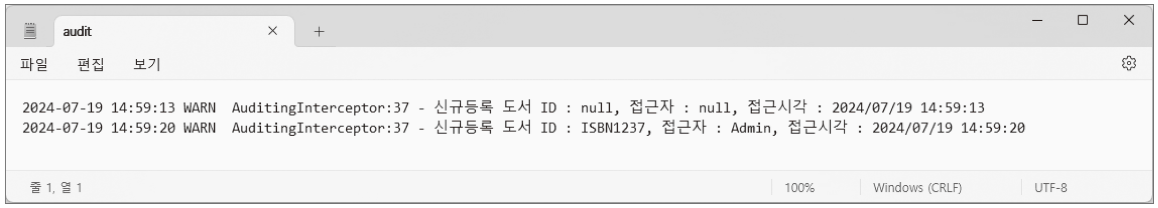 audit
파일 편집 보기
2024-07-19 14:59:13 WARN  AuditingInterceptor:37 - 신규등록 도서 ID : null, 접근자 : null, 접근시각 : 2024/07/19 14:59:13
2024-07-19 14:59:20 WARN  AuditingInterceptor:37 - 신규등록 도서 ID : ISBN1237, 접근자 : Admin, 접근시각 : 2024/07/19 14:59:20
줄 1, 열 1 100% Windows (CRLF) UTF-8